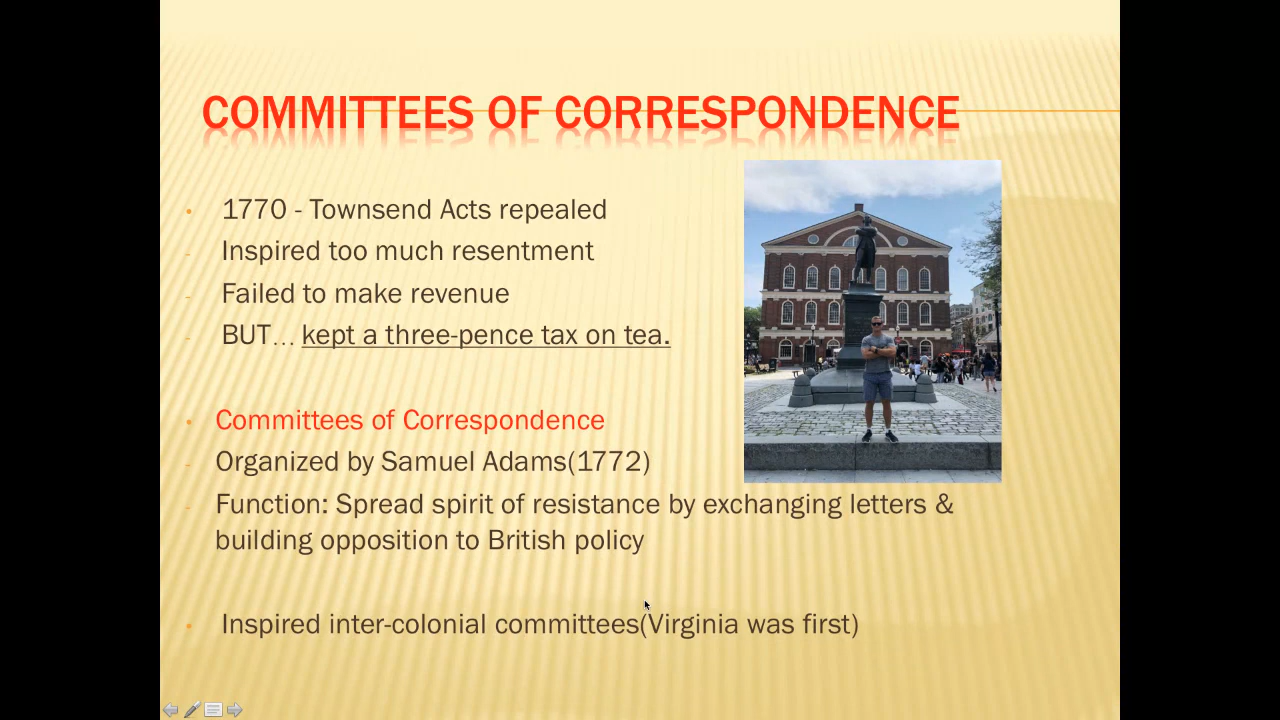 COMMITTEES OF CORRESPONDENCE
• 1770 - Townsend Acts repealed
- Inspired too much resentment
- Failed to make revenue
- BUT… kept a three-pence tax on tea.
• Committees of Correspondence
- Organized by Samuel Adams(1772)
- Function: Spread spirit of resistance by exchanging letters &
building opposition to British policy
▪ Inspired inter-colonial committees(Virginia was first)